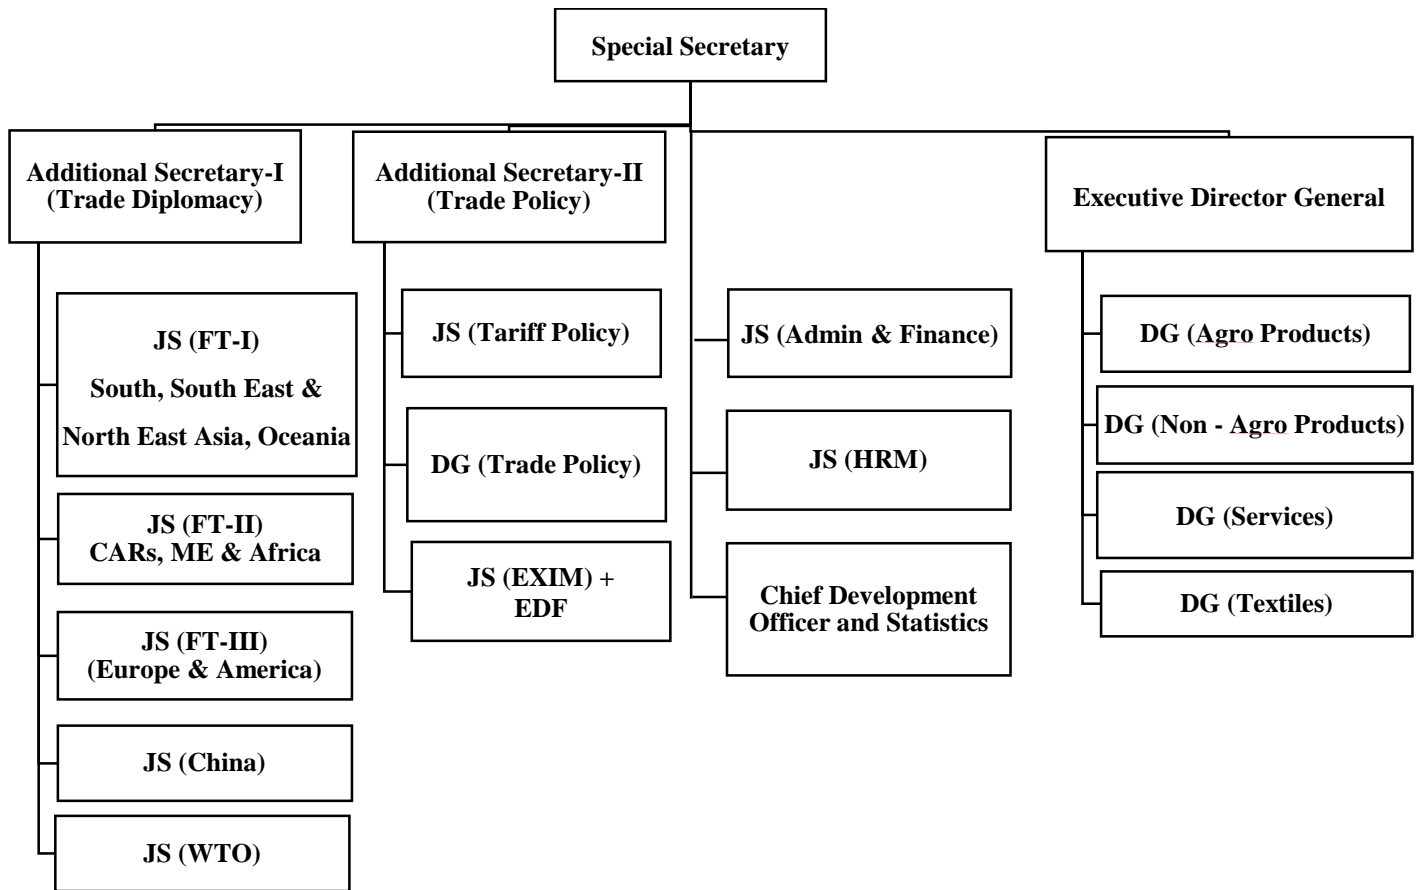 Special Secretary
Additional Secretary-I
(Trade Diplomacy)
Additional Secretary-II
(Trade Policy)
Executive Director General
JS (FT-I)
South, South East &
North East Asia, Oceania
JS (FT-II)
CARs, ME & Africa
JS (FT-III)
(Europe & America)
JS (China)
JS (WTO)
JS (Tariff Policy)
DG (Trade Policy)
JS (EXIM) +
EDF
JS (Admin & Finance)
JS (HRM)
Chief Development
Officer and Statistics
DG (Agro Products)
DG (Non - Agro Products)
DG (Services)
DG (Textiles)